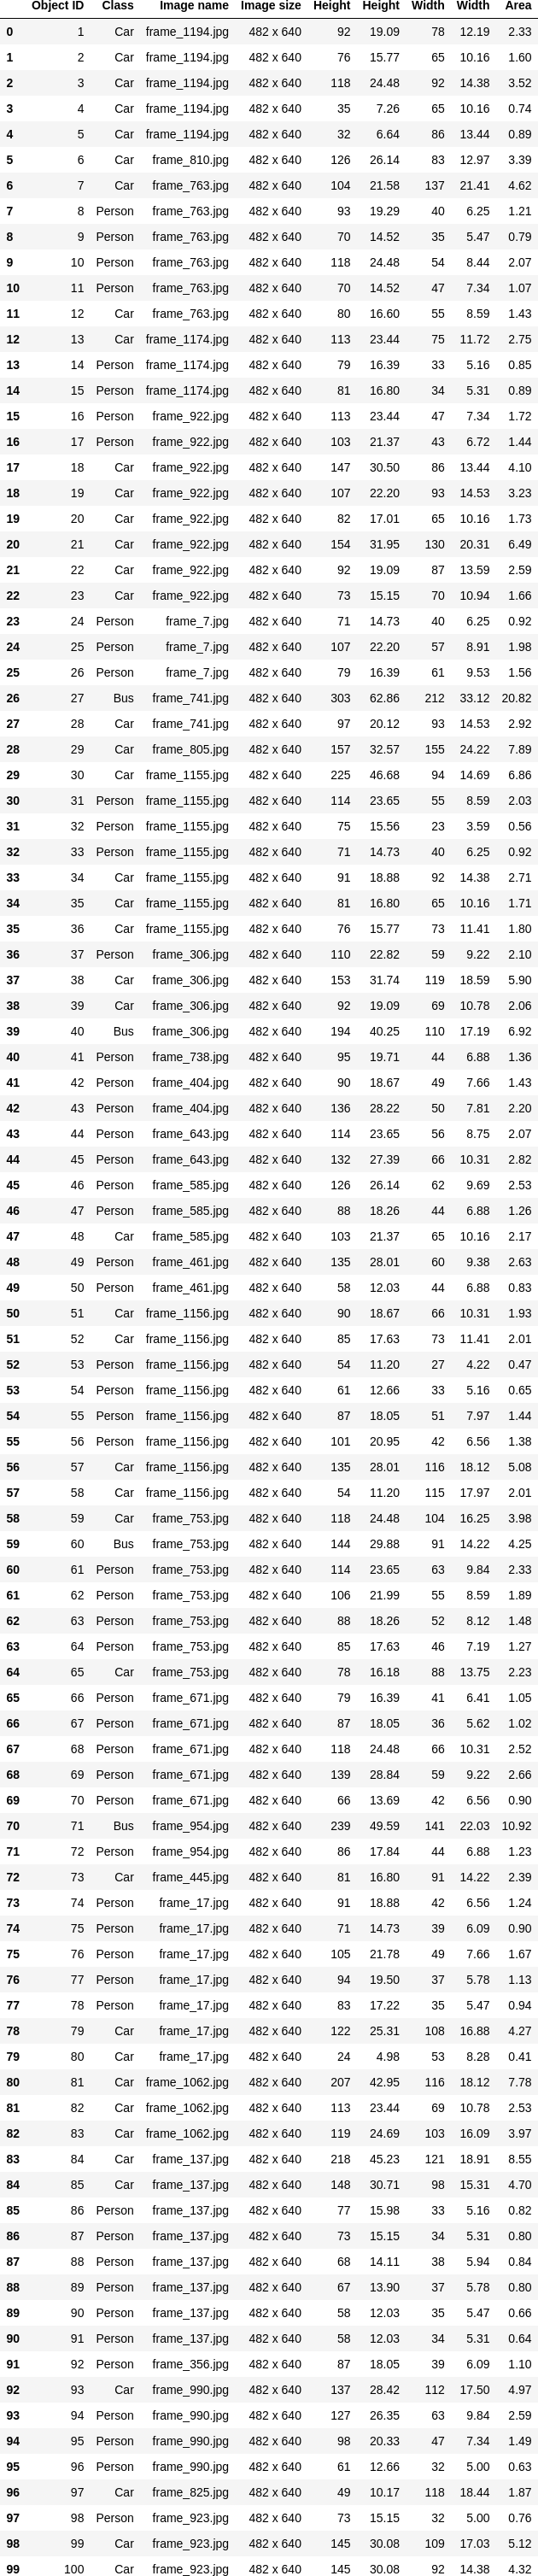 Object ID Class Image name Image size Height Height Width Width Area
0 1 Car frame_1194.jpg 482 x 640 92 19.09 78 12.19 2.33
1 2 Car frame_1194.jpg 482 x 640 76 15.77 65 10.16 1.60
2 3 Car frame_1194.jpg 482 x 640 118 24.48 92 14.38 3.52
3 4 Car frame_1194.jpg 482 x 640 35 7.26 65 10.16 0.74
4 5 Car frame_1194.jpg 482 x 640 32 6.64 86 13.44 0.89
5 6 Car frame_810.jpg 482 x 640 126 26.14 83 12.97 3.39
6 7 Car frame_763.jpg 482 x 640 104 21.58 137 21.41 4.62
7 8 Person frame_763.jpg 482 x 640 93 19.29 40 6.25 1.21
8 9 Person frame_763.jpg 482 x 640 70 14.52 35 5.47 0.79
9 10 Person frame_763.jpg 482 x 640 118 24.48 54 8.44 2.07
10 11 Person frame_763.jpg 482 x 640 70 14.52 47 7.34 1.07
11 12 Car frame_763.jpg 482 x 640 80 16.60 55 8.59 1.43
12 13 Car frame_1174.jpg 482 x 640 113 23.44 75 11.72 2.75
13 14 Person frame_1174.jpg 482 x 640 79 16.39 33 5.16 0.85
14 15 Person frame_1174.jpg 482 x 640 81 16.80 34 5.31 0.89
15 16 Person frame_922.jpg 482 x 640 113 23.44 47 7.34 1.72
16 17 Person frame_922.jpg 482 x 640 103 21.37 43 6.72 1.44
17 18 Car frame_922.jpg 482 x 640 147 30.50 86 13.44 4.10
18 19 Car frame_922.jpg 482 x 640 107 22.20 93 14.53 3.23
19 20 Car frame_922.jpg 482 x 640 82 17.01 65 10.16 1.73
20 21 Car frame_922.jpg 482 x 640 154 31.95 130 20.31 6.49
21 22 Car frame_922.jpg 482 x 640 92 19.09 87 13.59 2.59
22 23 Car frame_922.jpg 482 x 640 73 15.15 70 10.94 1.66
23 24 Person frame_7.jpg 482 x 640 71 14.73 40 6.25 0.92
24 25 Person frame_7.jpg 482 x 640 107 22.20 57 8.91 1.98
25 26 Person frame_7.jpg 482 x 640 79 16.39 61 9.53 1.56
26 27 Bus frame_741.jpg 482 x 640 303 62.86 212 33.12 20.82
27 28 Car frame_741.jpg 482 x 640 97 20.12 93 14.53 2.92
28 29 Car frame_805.jpg 482 x 640 157 32.57 155 24.22 7.89
29 30 Car frame_1155.jpg 482 x 640 225 46.68 94 14.69 6.86
30 31 Person frame_1155.jpg 482 x 640 114 23.65 55 8.59 2.03
31 32 Person frame_1155.jpg 482 x 640 75 15.56 23 3.59 0.56
32 33 Person frame_1155.jpg 482 x 640 71 14.73 40 6.25 0.92
33 34 Car frame_1155.jpg 482 x 640 91 18.88 92 14.38 2.71
34 35 Car frame_1155.jpg 482 x 640 81 16.80 65 10.16 1.71
35 36 Car frame_1155.jpg 482 x 640 76 15.77 73 11.41 1.80
36 37 Person frame_306.jpg 482 x 640 110 22.82 59 9.22 2.10
37 38 Car frame_306.jpg 482 x 640 153 31.74 119 18.59 5.90
38 39 Car frame_306.jpg 482 x 640 92 19.09 69 10.78 2.06
39 40 Bus frame_306.jpg 482 x 640 194 40.25 110 17.19 6.92
40 41 Person frame_738.jpg 482 x 640 95 19.71 44 6.88 1.36
41 42 Person frame_404.jpg 482 x 640 90 18.67 49 7.66 1.43
42 43 Person frame_404.jpg 482 x 640 136 28.22 50 7.81 2.20
43 44 Person frame_643.jpg 482 x 640 114 23.65 56 8.75 2.07
44 45 Person frame_643.jpg 482 x 640 132 27.39 66 10.31 2.82
45 46 Person frame_585.jpg 482 x 640 126 26.14 62 9.69 2.53
46 47 Person frame_585.jpg 482 x 640 88 18.26 44 6.88 1.26
47 48 Car frame_585.jpg 482 x 640 103 21.37 65 10.16 2.17
48 49 Person frame_461.jpg 482 x 640 135 28.01 60 9.38 2.63
49 50 Person frame_461.jpg 482 x 640 58 12.03 44 6.88 0.83
50 51 Car frame_1156.jpg 482 x 640 90 18.67 66 10.31 1.93
51 52 Car frame_1156.jpg 482 x 640 85 17.63 73 11.41 2.01
52 53 Person frame_1156.jpg 482 x 640 54 11.20 27 4.22 0.47
53 54 Person frame_1156.jpg 482 x 640 61 12.66 33 5.16 0.65
54 55 Person frame_1156.jpg 482 x 640 87 18.05 51 7.97 1.44
55 56 Person frame_1156.jpg 482 x 640 101 20.95 42 6.56 1.38
56 57 Car frame_1156.jpg 482 x 640 135 28.01 116 18.12 5.08
57 58 Car frame_1156.jpg 482 x 640 54 11.20 115 17.97 2.01
58 59 Car frame_753.jpg 482 x 640 118 24.48 104 16.25 3.98
59 60 Bus frame_753.jpg 482 x 640 144 29.88 91 14.22 4.25
60 61 Person frame_753.jpg 482 x 640 114 23.65 63 9.84 2.33
61 62 Person frame_753.jpg 482 x 640 106 21.99 55 8.59 1.89
62 63 Person frame_753.jpg 482 x 640 88 18.26 52 8.12 1.48
63 64 Person frame_753.jpg 482 x 640 85 17.63 46 7.19 1.27
64 65 Car frame_753.jpg 482 x 640 78 16.18 88 13.75 2.23
65 66 Person frame_671.jpg 482 x 640 79 16.39 41 6.41 1.05
66 67 Person frame_671.jpg 482 x 640 87 18.05 36 5.62 1.02
67 68 Person frame_671.jpg 482 x 640 118 24.48 66 10.31 2.52
68 69 Person frame_671.jpg 482 x 640 139 28.84 59 9.22 2.66
69 70 Person frame_671.jpg 482 x 640 66 13.69 42 6.56 0.90
70 71 Bus frame_954.jpg 482 x 640 239 49.59 141 22.03 10.92
71 72 Person frame_954.jpg 482 x 640 86 17.84 44 6.88 1.23
72 73 Car frame_445.jpg 482 x 640 81 16.80 91 14.22 2.39
73 74 Person frame_17.jpg 482 x 640 91 18.88 42 6.56 1.24
74 75 Person frame_17.jpg 482 x 640 71 14.73 39 6.09 0.90
75 76 Person frame_17.jpg 482 x 640 105 21.78 49 7.66 1.67
76 77 Person frame_17.jpg 482 x 640 94 19.50 37 5.78 1.13
77 78 Person frame_17.jpg 482 x 640 83 17.22 35 5.47 0.94
78 79 Car frame_17.jpg 482 x 640 122 25.31 108 16.88 4.27
79 80 Car frame_17.jpg 482 x 640 24 4.98 53 8.28 0.41
80 81 Car frame_1062.jpg 482 x 640 207 42.95 116 18.12 7.78
81 82 Car frame_1062.jpg 482 x 640 113 23.44 69 10.78 2.53
82 83 Car frame_1062.jpg 482 x 640 119 24.69 103 16.09 3.97
83 84 Car frame_137.jpg 482 x 640 218 45.23 121 18.91 8.55
84 85 Car frame_137.jpg 482 x 640 148 30.71 98 15.31 4.70
85 86 Person frame_137.jpg 482 x 640 77 15.98 33 5.16 0.82
86 87 Person frame_137.jpg 482 x 640 73 15.15 34 5.31 0.80
87 88 Person frame_137.jpg 482 x 640 68 14.11 38 5.94 0.84
88 89 Person frame_137.jpg 482 x 640 67 13.90 37 5.78 0.80
89 90 Person frame_137.jpg 482 x 640 58 12.03 35 5.47 0.66
90 91 Person frame_137.jpg 482 x 640 58 12.03 34 5.31 0.64
91 92 Person frame_356.jpg 482 x 640 87 18.05 39 6.09 1.10
92 93 Car frame_990.jpg 482 x 640 137 28.42 112 17.50 4.97
93 94 Person frame_990.jpg 482 x 640 127 26.35 63 9.84 2.59
94 95 Person frame_990.jpg 482 x 640 98 20.33 47 7.34 1.49
95 96 Person frame_990.jpg 482 x 640 61 12.66 32 5.00 0.63
96 97 Car frame_825.jpg 482 x 640 49 10.17 118 18.44 1.87
97 98 Person frame_923.jpg 482 x 640 73 15.15 32 5.00 0.76
98 99 Car frame_923.jpg 482 x 640 145 30.08 109 17.03 5.12
99 100 Car frame_923.jpg 482 x 640 145 30.08 92 14.38 4.32